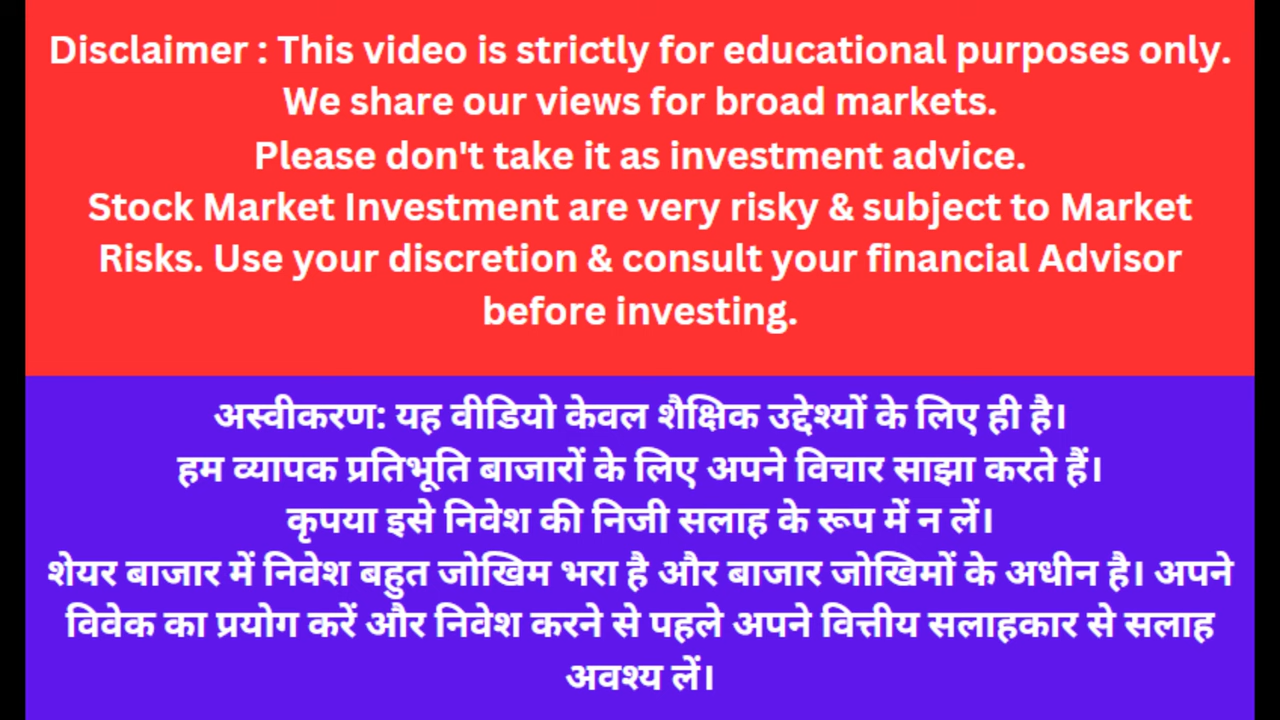 Disclaimer : This video is strictly for educational purposes only.
We share our views for broad markets.
Please don't take it as investment advice.
Stock Market Investment are very risky & subject to Market
Risks. Use your discretion & consult your financial Advisor
before investing.
अस्वीकरण: यह वीडियो केवल शैक्षिक उद्देश्यों के लिए ही है।
हम व्यापक प्रतिभूति बाजारों के लिए अपने विचार साझा करते हैं।
कृपया इसे निवेश की निजी सलाह के रूप में न लें।
शेयर बाजार में निवेश बहुत जोखिम भरा है और बाजार जोखिमों के अधीन है। अपने
विवेक का प्रयोग करें और निवेश करने से पहले अपने वित्तीय सलाहकार से सलाह
अवश्य लें।